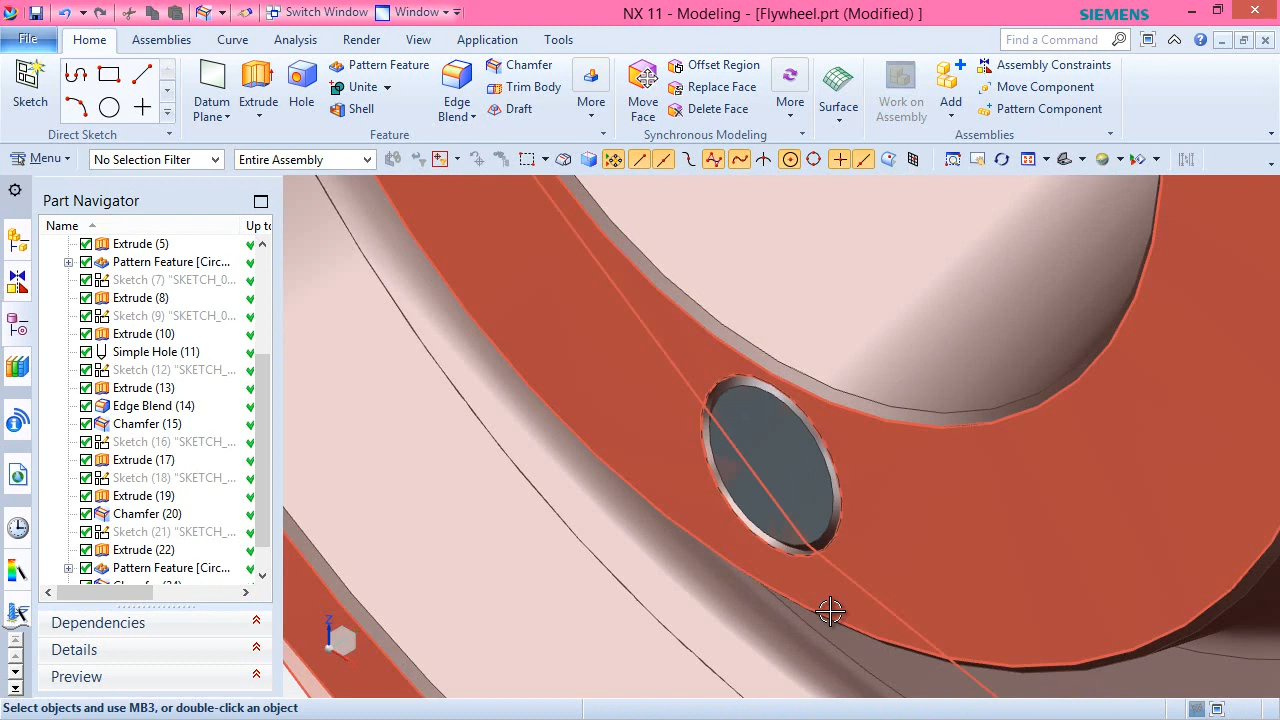 Switch Window
Window
NX 11 - Modeling - [Flywheel.prt (Modified) ]
SIEMENS
File
Home
Assemblies
Curve
Analysis
Render
View
Application
Tools
Find a Command
Sketch
Direct Sketch
Datum
Plane
Extrude
Hole
Pattern Feature
Unite
Shell
Edge
Blend
Chamfer
Trim Body
Draft
More
Feature
Move
Face
Offset Region
Replace Face
Delete Face
More
Synchronous Modeling
Surface
Work on
Assembly
Add
Assembly Constraints
Move Component
Pattern Component
Assemblies
Menu
No Selection Filter
Entire Assembly
Part Navigator
Name
Up to
Extrude (5)
Pattern Feature [Circ...
Sketch (7) "SKETCH_0...
Extrude (8)
Sketch (9) "SKETCH_0...
Extrude (10)
Simple Hole (11)
Sketch (12) "SKETCH_...
Extrude (13)
Edge Blend (14)
Chamfer (15)
Sketch (16) "SKETCH_...
Extrude (17)
Sketch (18) "SKETCH_...
Extrude (19)
Chamfer (20)
Sketch (21) "SKETCH_...
Extrude (22)
Pattern Feature [Circ...
Chamfer (24)
Dependencies
Details
Preview
Z
Select objects and use MB3, or double-click an object